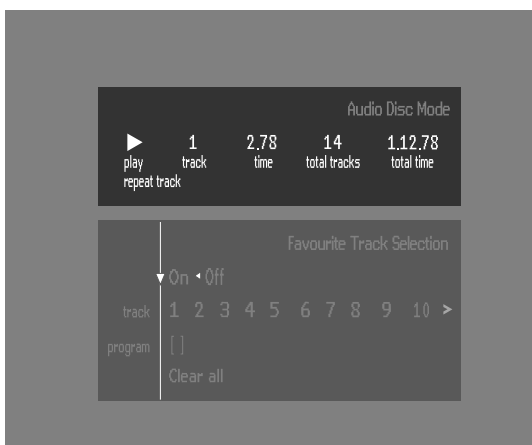 Audio Disc Mode
1 2.78 14 1.12.78
play track time total tracks total time
repeat track
Favourite Track Selection
On Off
track 1 2 3 4 5 6 7 8 9 10 >
program [ ]
Clear all